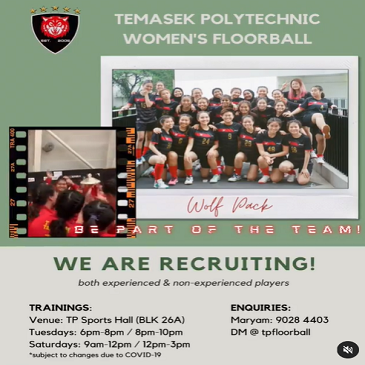 TEMASEK POLYTECHNIC
WOMEN'S FLOORBALL
Wolf Pack
BE PART OF THE TEAM!
WE ARE RECRUITING!
both experienced & non-experienced players
TRAININGS:
Venue: TP Sports Hall (BLK 26A)
Tuesdays: 6pm-8pm / 8pm-10pm
Saturdays: 9am-12pm / 12pm-3pm
*subject to changes due to COVID-19
ENQUIRIES:
Maryam: 9028 4403
DM @ tpfloorball